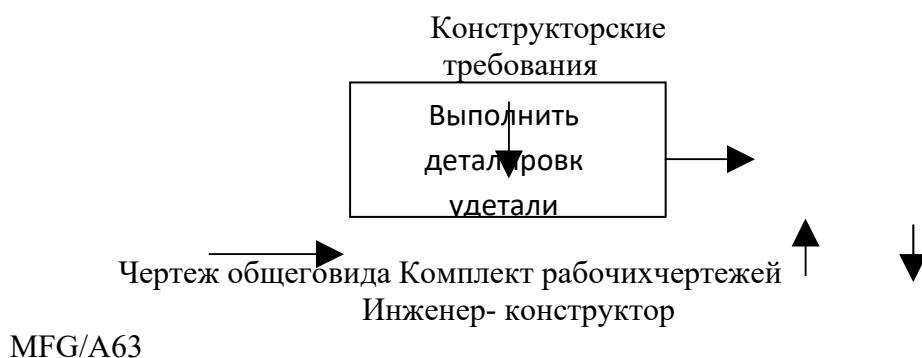 Конструкторские
требования
Выполнить
деталировк
удетали
Чертеж общеговида Комплект рабочихчертежей
Инженер- конструктор
MFG/A63